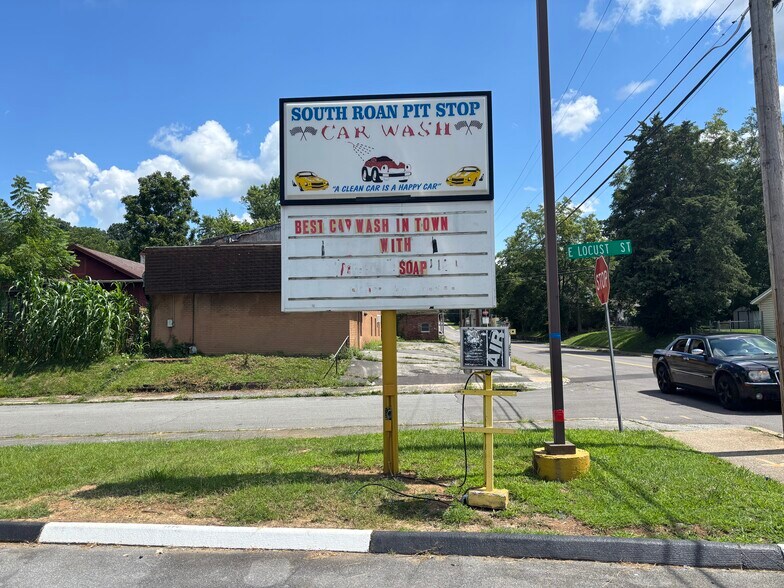 SOUTH ROAN PIT STOP
CAR WASH
"A CLEAN CAR IS A HAPPY CAR"
BEST CAR WASH IN TOWN
WITH
SOAP
E LOCUST ST
STOP
AIR